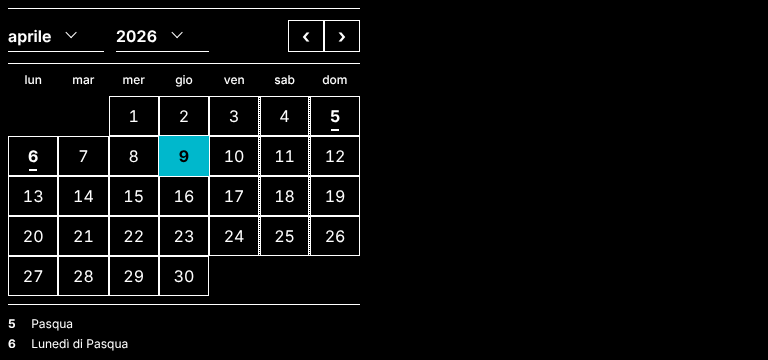 aprile 2026
lun mar mer gio ven sab dom
1 2 3 4 5
6 7 8 9 10 11 12
13 14 15 16 17 18 19
20 21 22 23 24 25 26
27 28 29 30
5 Pasqua
6 Lunedì di Pasqua